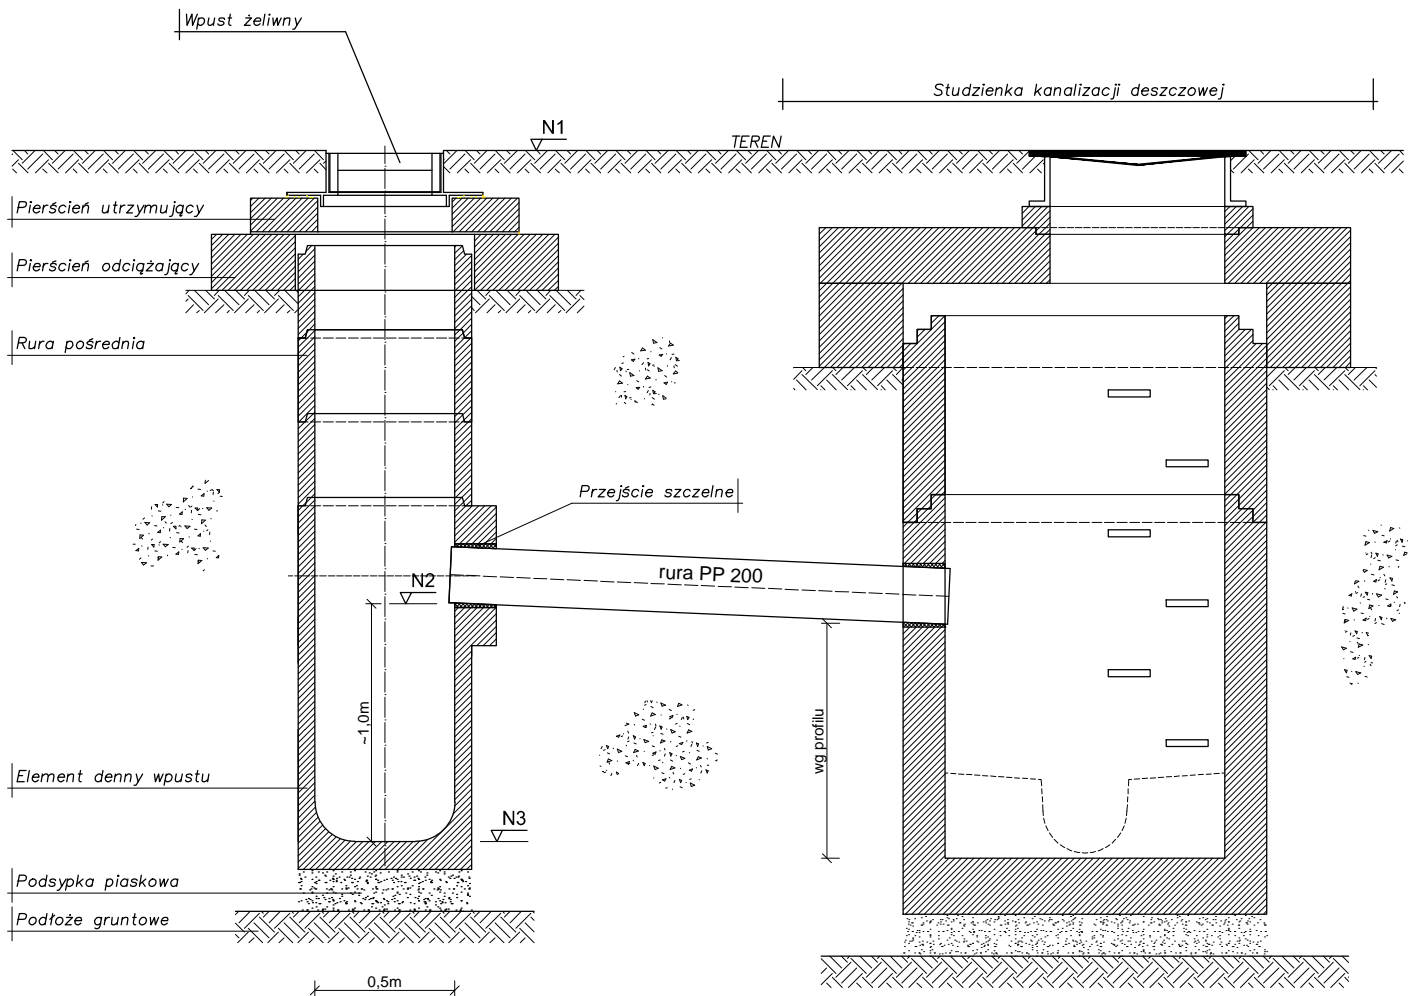 Wpust żeliwny
Studzienka kanalizacji deszczowej
N1
TEREN
Pierścień utrzymujący
Pierścień odciążający
Rura pośrednia
Przejście szczelne
rura PP 200
N2
~1,0m
wg profilu
Element denny wpustu
N3
Podsypka piaskowa
Podłoże gruntowe
0,5m